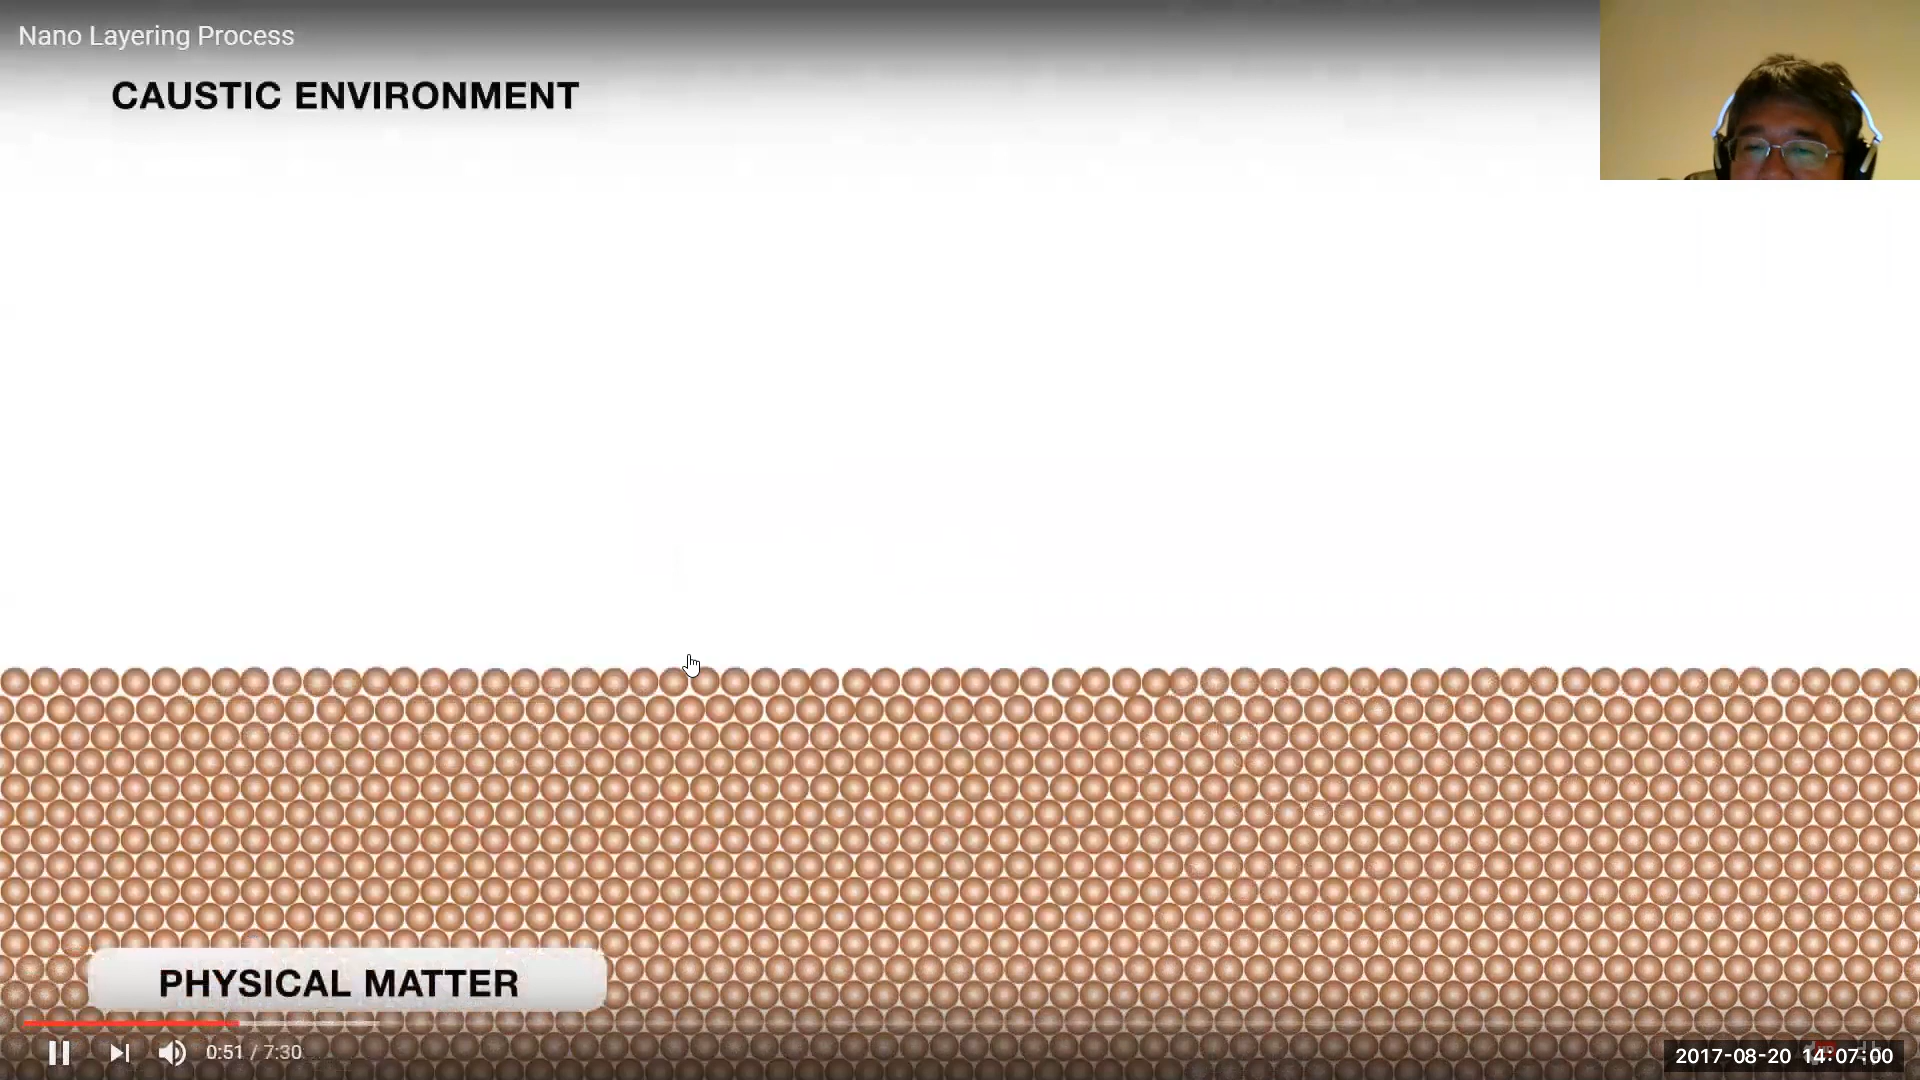 Nano Layering Process
CAUSTIC ENVIRONMENT
PHYSICAL MATTER
0:51 / 7:30
2017-08-20 14:07:00